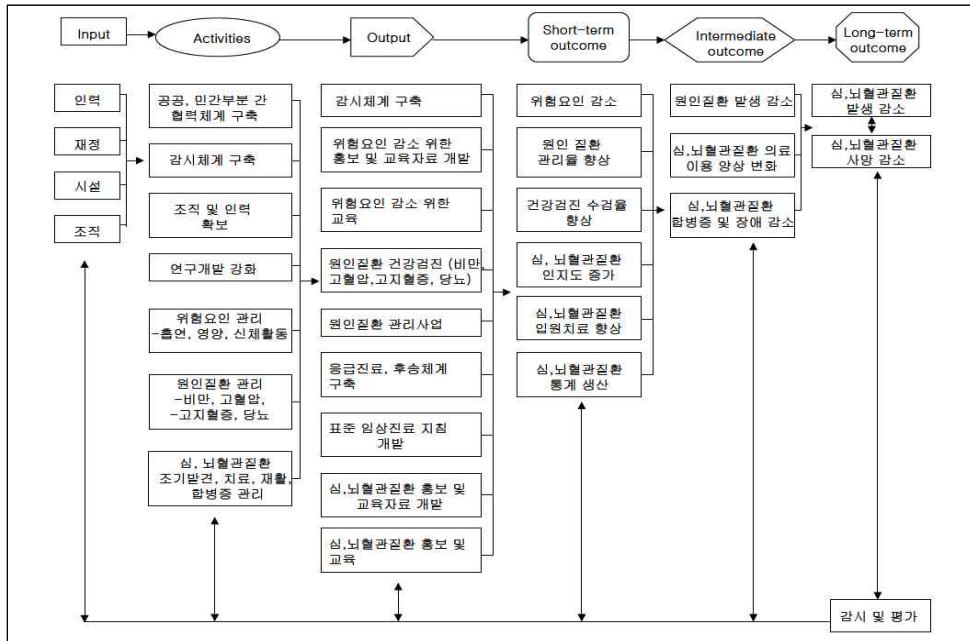 Input
Activities
Output
Short-term
outcome
Intermediate
outcome
Long-term
outcome
인력
재정
시설
조직
공공, 민간부분 간
협력체계 구축
감시체계 구축
조직 및 인력
확보
연구개발 강화
위험요인 관리
-흡연, 영양, 신체활동
원인질환 관리
-비만, 고혈압,
-고지혈증, 당뇨
심, 뇌혈관질환
조기발견, 치료, 재활,
합병증 관리
감시체계 구축
위험요인 감소 위한
홍보 및 교육자료 개발
위험요인 감소 위한
교육
원인질환 건강검진 (비만,
고혈압,고지혈증, 당뇨)
원인질환 관리사업
응급진료, 후송체계
구축
표준 임상진료 지침
개발
심,뇌혈관질환 홍보 및
교육자료 개발
심,뇌혈관질환 홍보 및
교육
위험요인 감소
원인 질환
관리율 향상
건강검진 수검율
향상
심, 뇌혈관질환
인지도 증가
심,뇌혈관질환
입원치료 향상
심,뇌혈관질환
통계 생산
원인질환 발생 감소
심,뇌혈관질환 의료
이용 양상 변화
심,뇌혈관질환
합병증 및 장애 감소
심,뇌혈관질환
발생 감소
심,뇌혈관질환
사망 감소
감시 및 평가